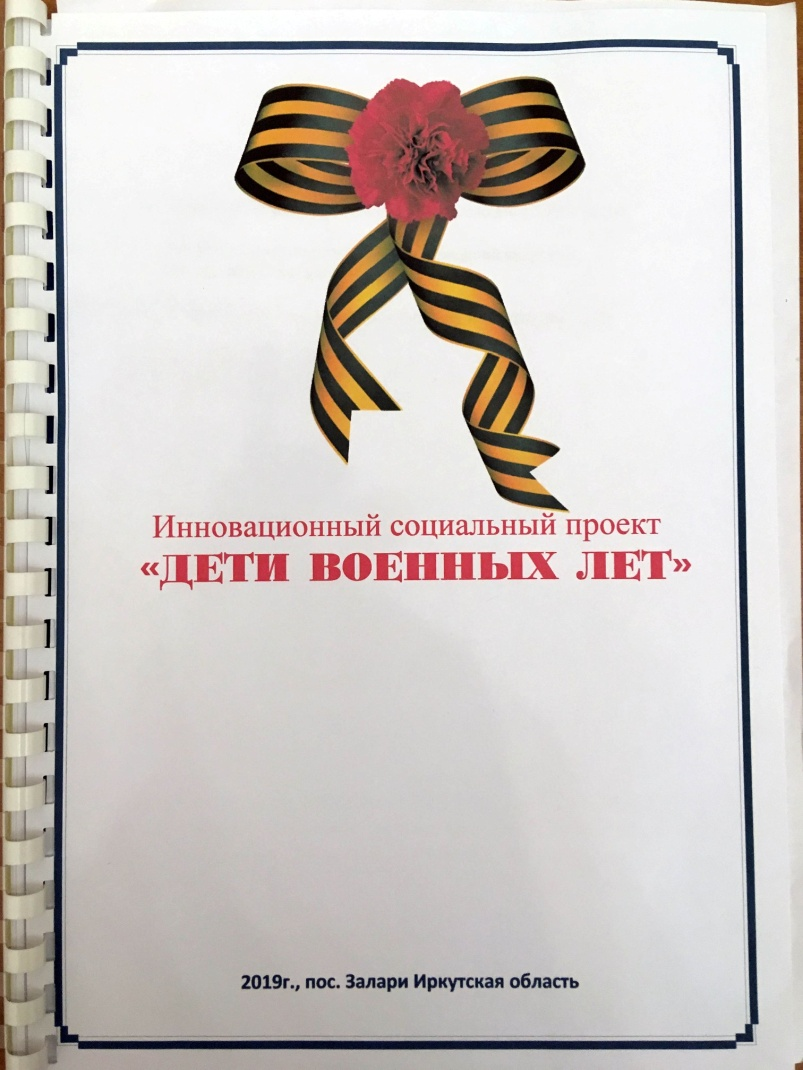 Инновационный социальный проект
«ДЕТИ ВОЕННЫХ ЛЕТ»
2019г., пос. Залари Иркутская область